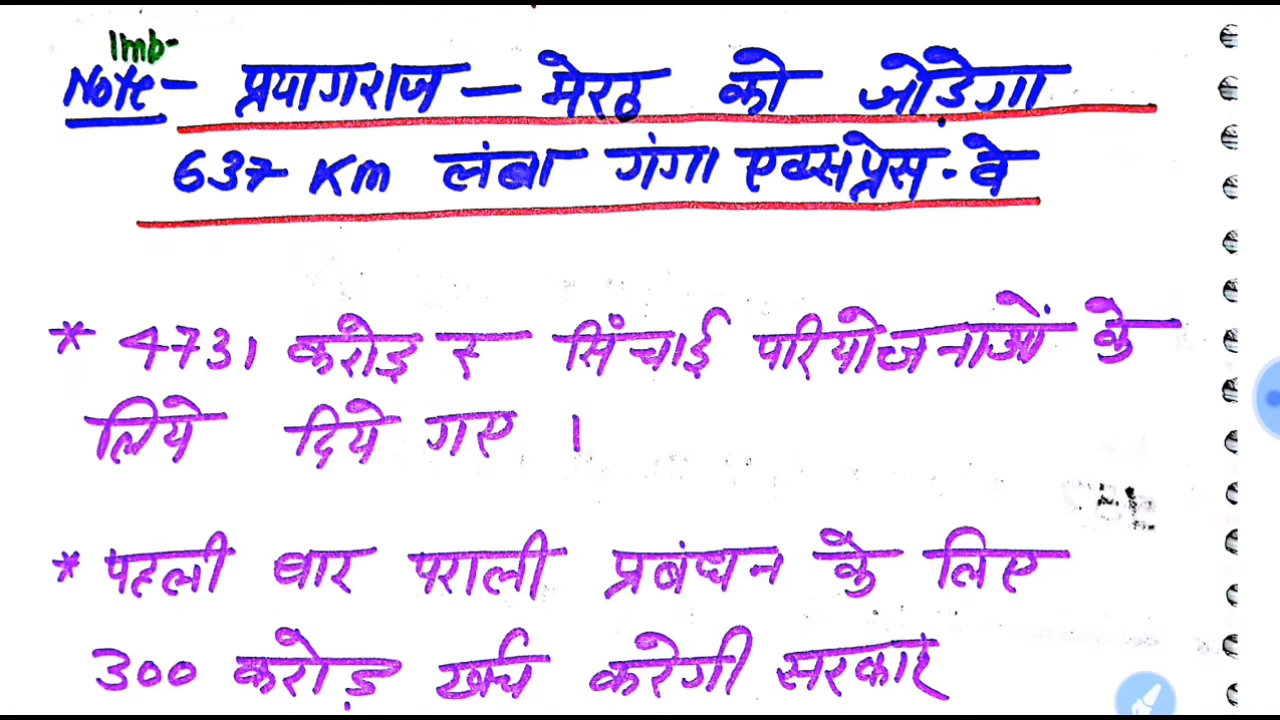 Imb-
Note- प्रयागराज - मेरठ को जोड़ेगा
637 Km लंबा गंगा एक्सप्रेस-वे
* 4731 करोड़ रु सिंचाई परियोजनाओं के
लिये दिये गए ।
* पहली बार पराली प्रबंधन के लिए
300 करोड़ खर्च करेगी सरकार